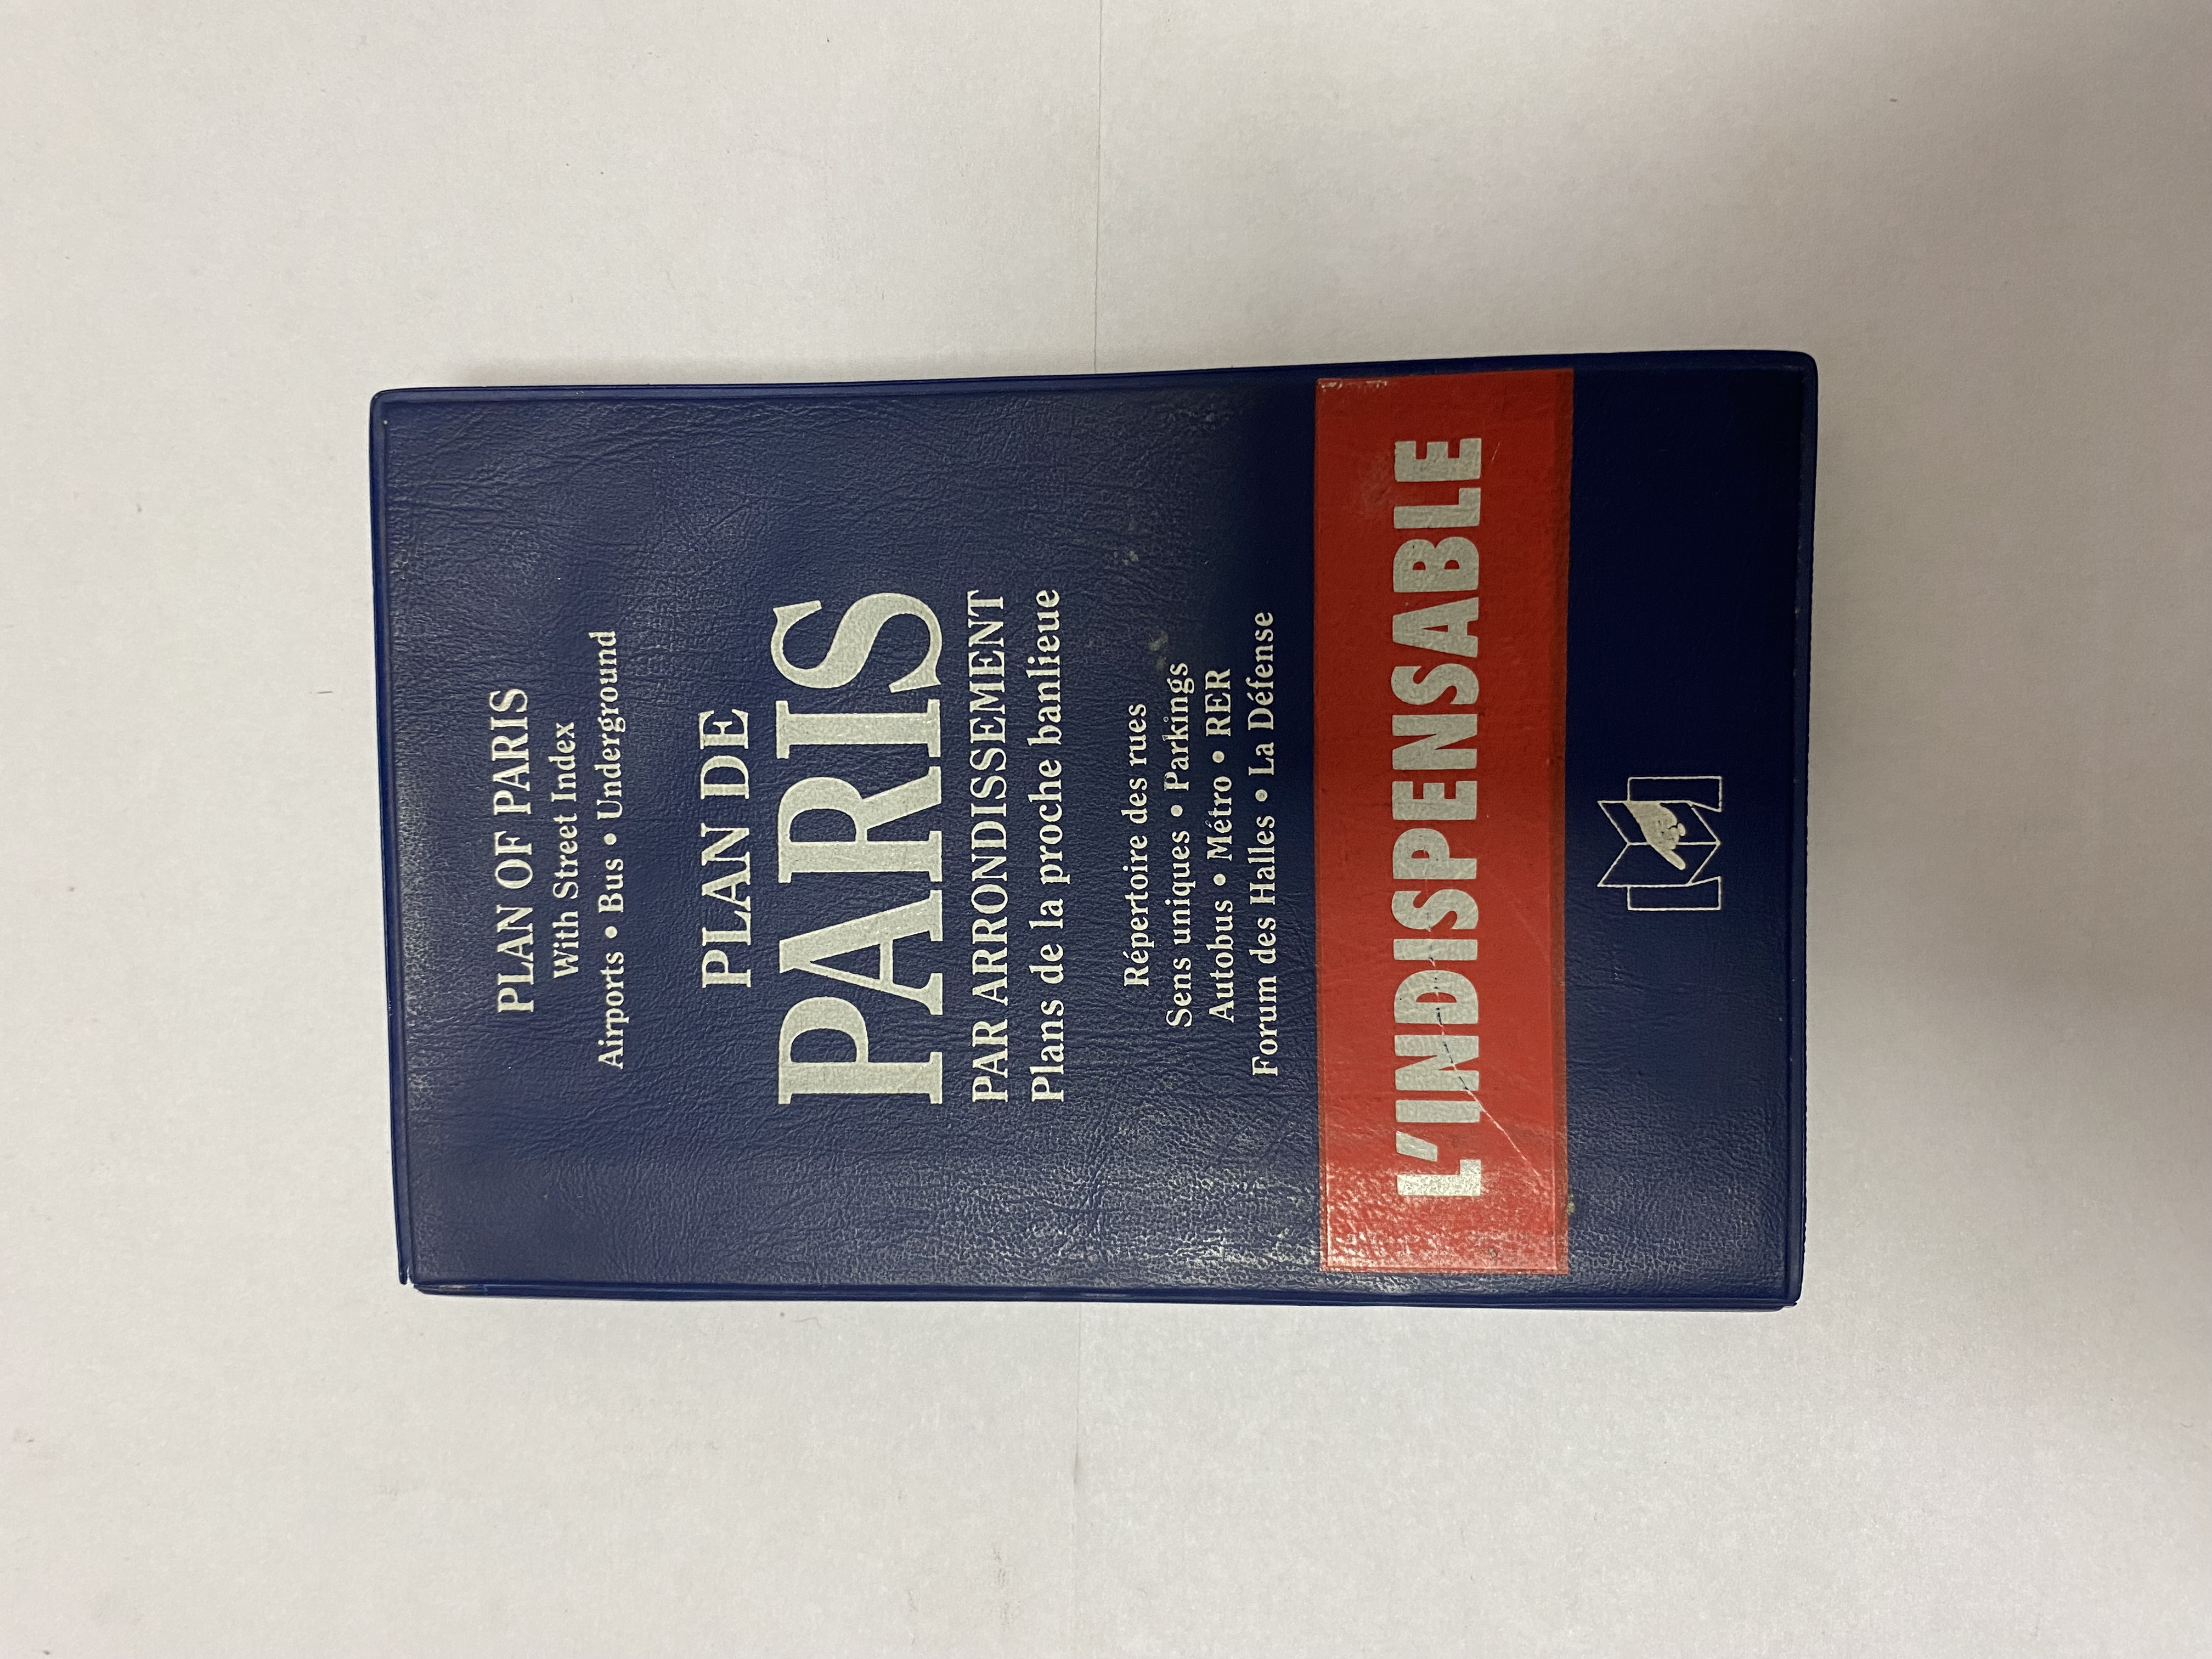 PLAN OF PARIS
With Street Index
Airports • Bus • Underground
PLAN DE
PARIS
PAR ARRONDISSEMENT
Plans de la proche banlieue
Répertoire des rues
Sens uniques • Parkings
Autobus • Métro • RER
Forum des Halles • La Défense
L'INDISPENSABLE